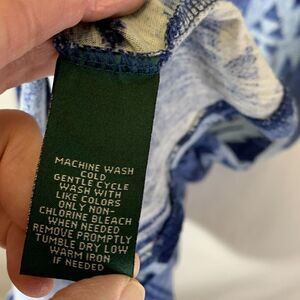 MACHINE WASH
COLD
GENTLE CYCLE
WASH WITH
LIKE COLORS
ONLY NON-
CHLORINE BLEACH
WHEN NEEDED
REMOVE PROMPTLY
TUMBLE DRY LOW
WARM IRON
IF NEEDED